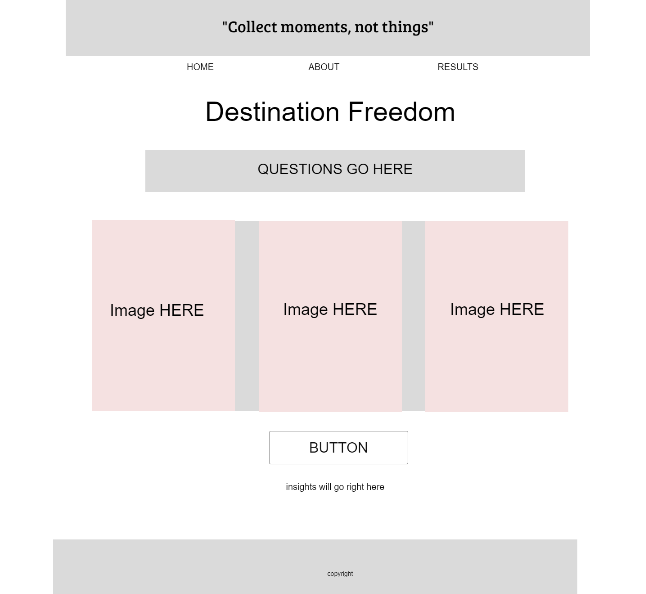 "Collect moments, not things"
HOME ABOUT RESULTS
Destination Freedom
QUESTIONS GO HERE
Image HERE Image HERE Image HERE
BUTTON
insights will go right here
copyright